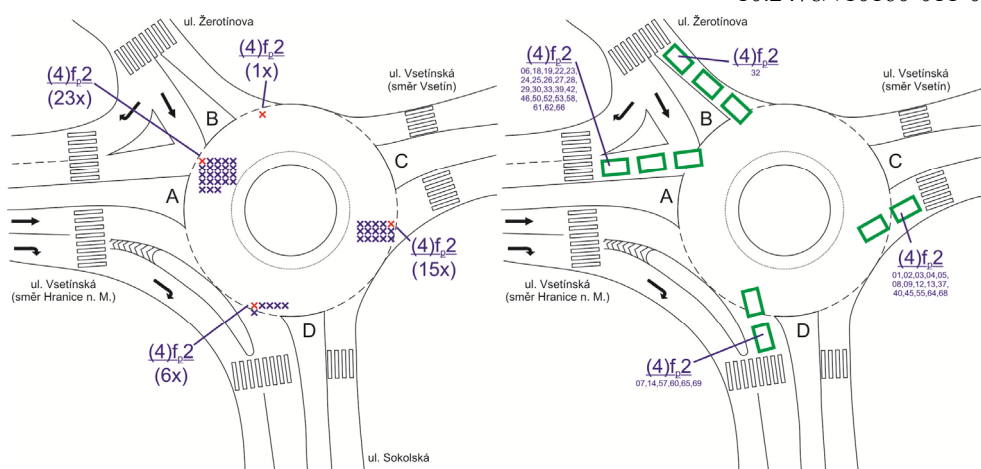 ul. Žerotínova
(4)fp2
(1x)
(4)fp2
(23x)
ul. Vsetínská
(směr Vsetín)
B
C
A
(4)fp2
(15x)
ul. Vsetínská
(směr Hranice n. M.)
D
(4)fp2
(6x)
ul. Sokolská
ul. Žerotínova
(4)fp2
06,18,19,22,23,
24,25,26,27,28,
29,30,33,39,42,
46,50,52,53,58,
61,62,66
(4)fp2
32
ul. Vsetínská
(směr Vsetín)
B
C
A
(4)fp2
01,02,03,04,05,
08,09,12,13,37,
40,45,55,64,68
ul. Vsetínská
(směr Hranice n. M.)
D
(4)fp2
07,14,57,60,65,69